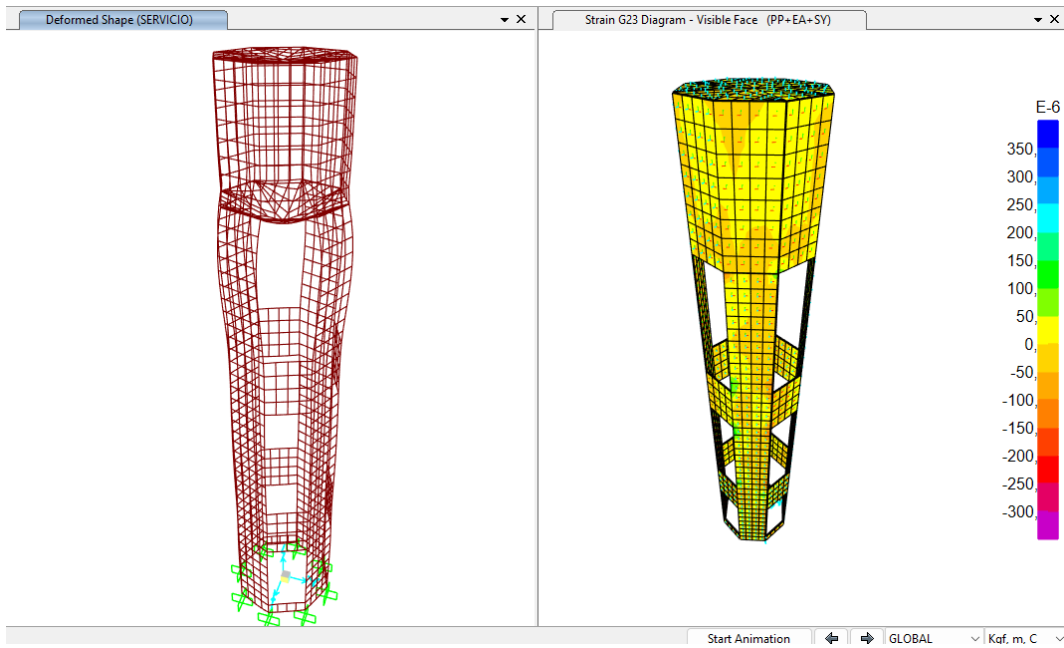 Deformed Shape (SERVICIO)
Strain G23 Diagram - Visible Face   (PP+EA+SY)
E-6
350,
300,
250,
200,
150,
100,
50,
0,
-50,
-100,
-150,
-200,
-250,
-300,
Start Animation
GLOBAL
Kgf, m, C